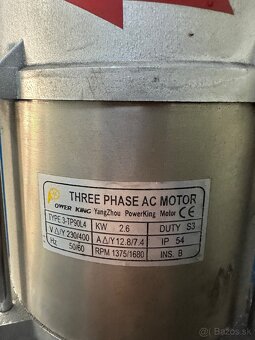 THREE PHASE AC MOTOR
OWER KING YangZhou PowerKing Motor CE
TYPE 3-TP90L4 KW 2.6 DUTY S3
V △/Y 230/400 A △/Y 12.8/7.4 IP 54
Hz 50/60 RPM 1375/1680 INS. B
bazos.sk